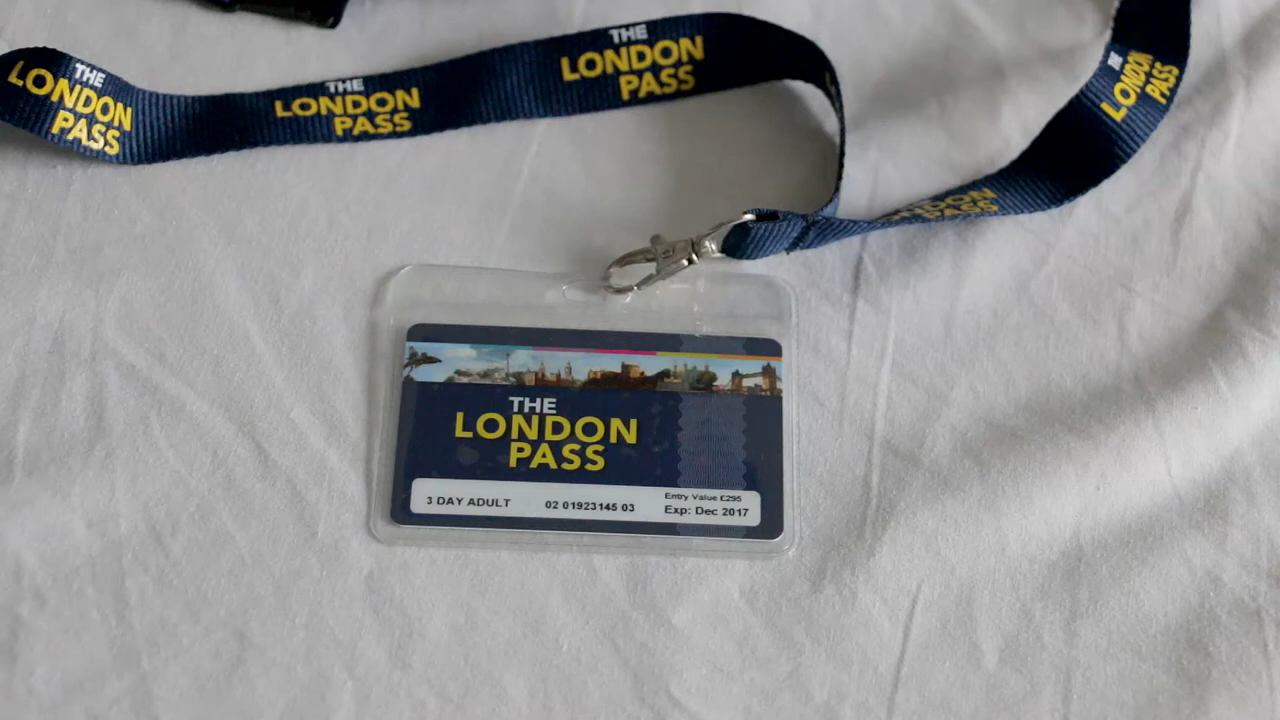 THE
LONDON
PASS
THE
LONDON
PASS
THE
LONDON
PASS
THE
LONDON
PASS
LONDON
PASS
THE
LONDON
PASS
3 DAY ADULT
02 01923145 03
Entry Value £295
Exp: Dec 2017